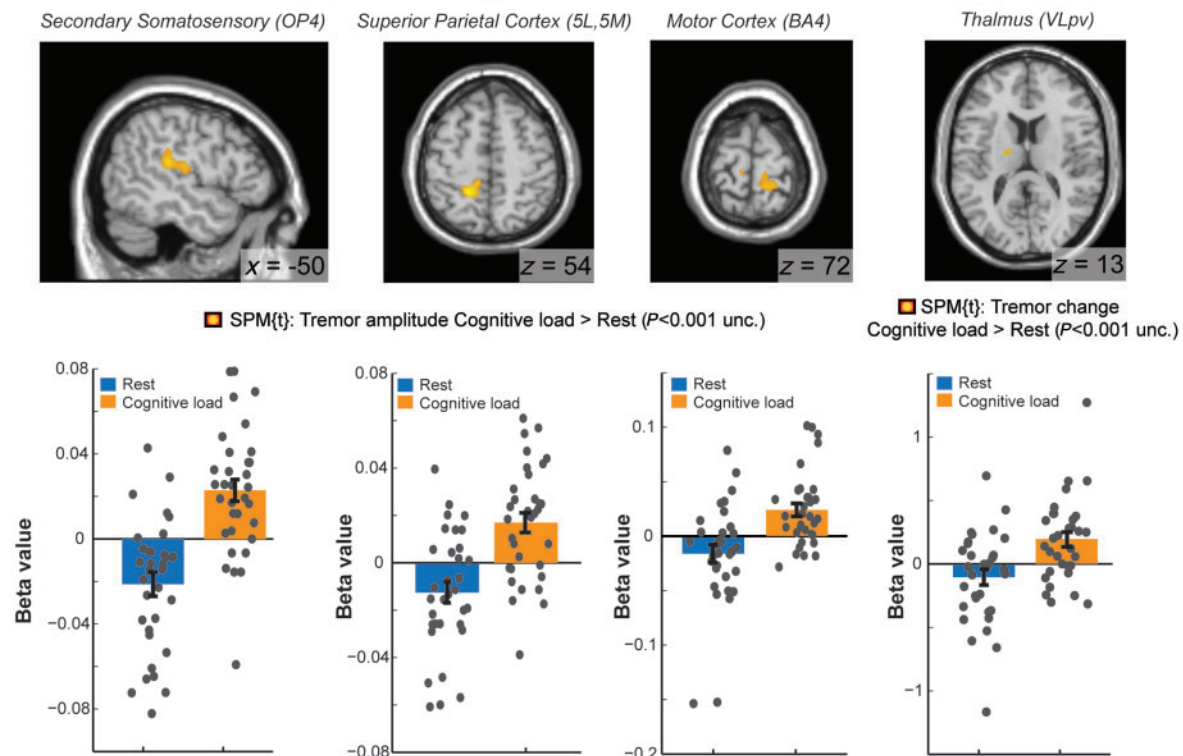 Secondary Somatosensory (OP4)
Superior Parietal Cortex (5L,5M)
Motor Cortex (BA4)
Thalmus (VLpv)
x = -50
z = 54
z = 72
z = 13
SPM{t}: Tremor amplitude Cognitive load > Rest (P<0.001 unc.)
SPM{t}: Tremor change
Cognitive load > Rest (P<0.001 unc.)
Beta value
0.08
0.04
0
−0.04
−0.08
Rest
Cognitive load
Beta value
0.08
0.04
0
−0.04
−0.08
Rest
Cognitive load
Beta value
0.1
0
−0.1
−0.2
Rest
Cognitive load
Beta value
1
0
−1
Rest
Cognitive load